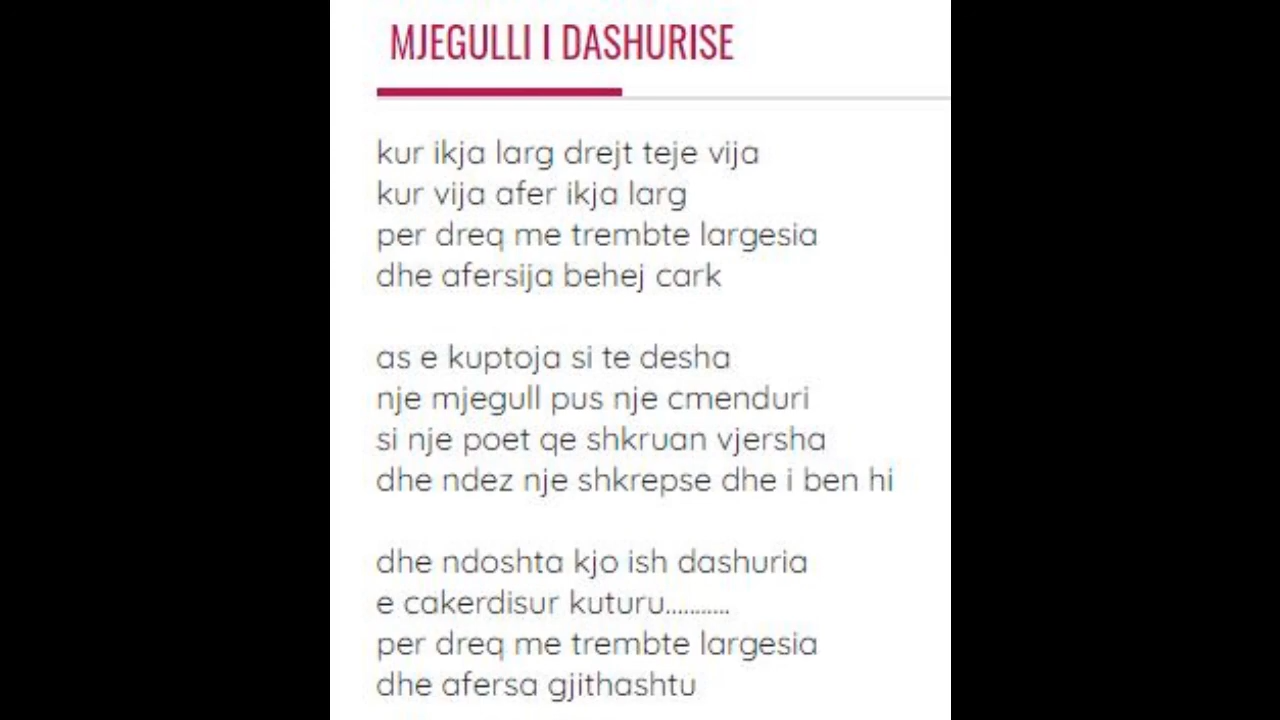 MJEGULLI I DASHURISE
kur ikja larg drejt teje vija
kur vija afer ikja larg
per dreq me trembte largesia
dhe afersija behej cark
as e kuptoja si te desha
nje mjegull pus nje cmenduri
si nje poet qe shkruan vjersha
dhe ndez nje shkrepse dhe i ben hi
dhe ndoshta kjo ish dashuria
e cakerdisur kuturu...........
per dreq me trembte largesia
dhe afersa gjithashtu